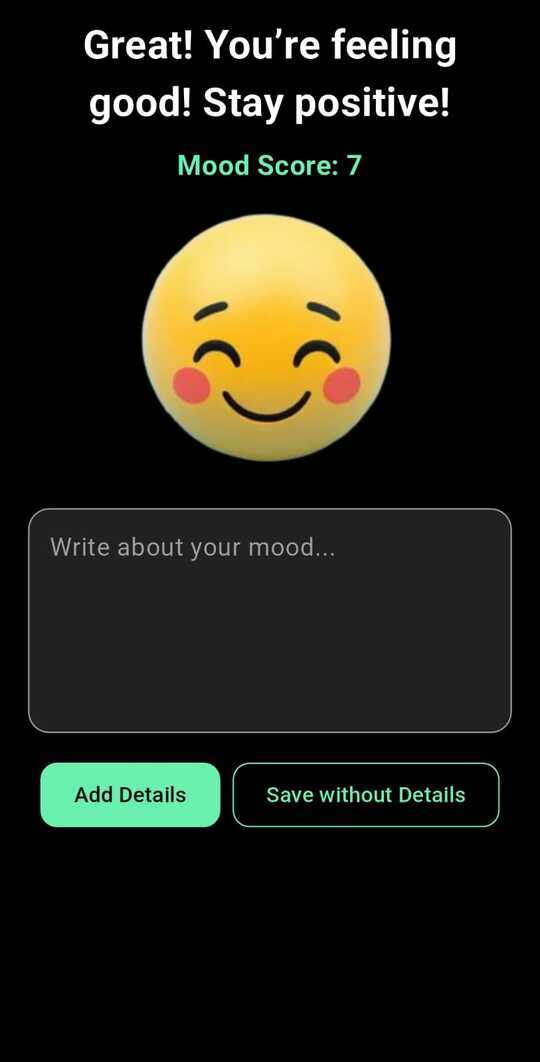 Great! You’re feeling
good! Stay positive!
Mood Score: 7
Write about your mood...
Add Details
Save without Details